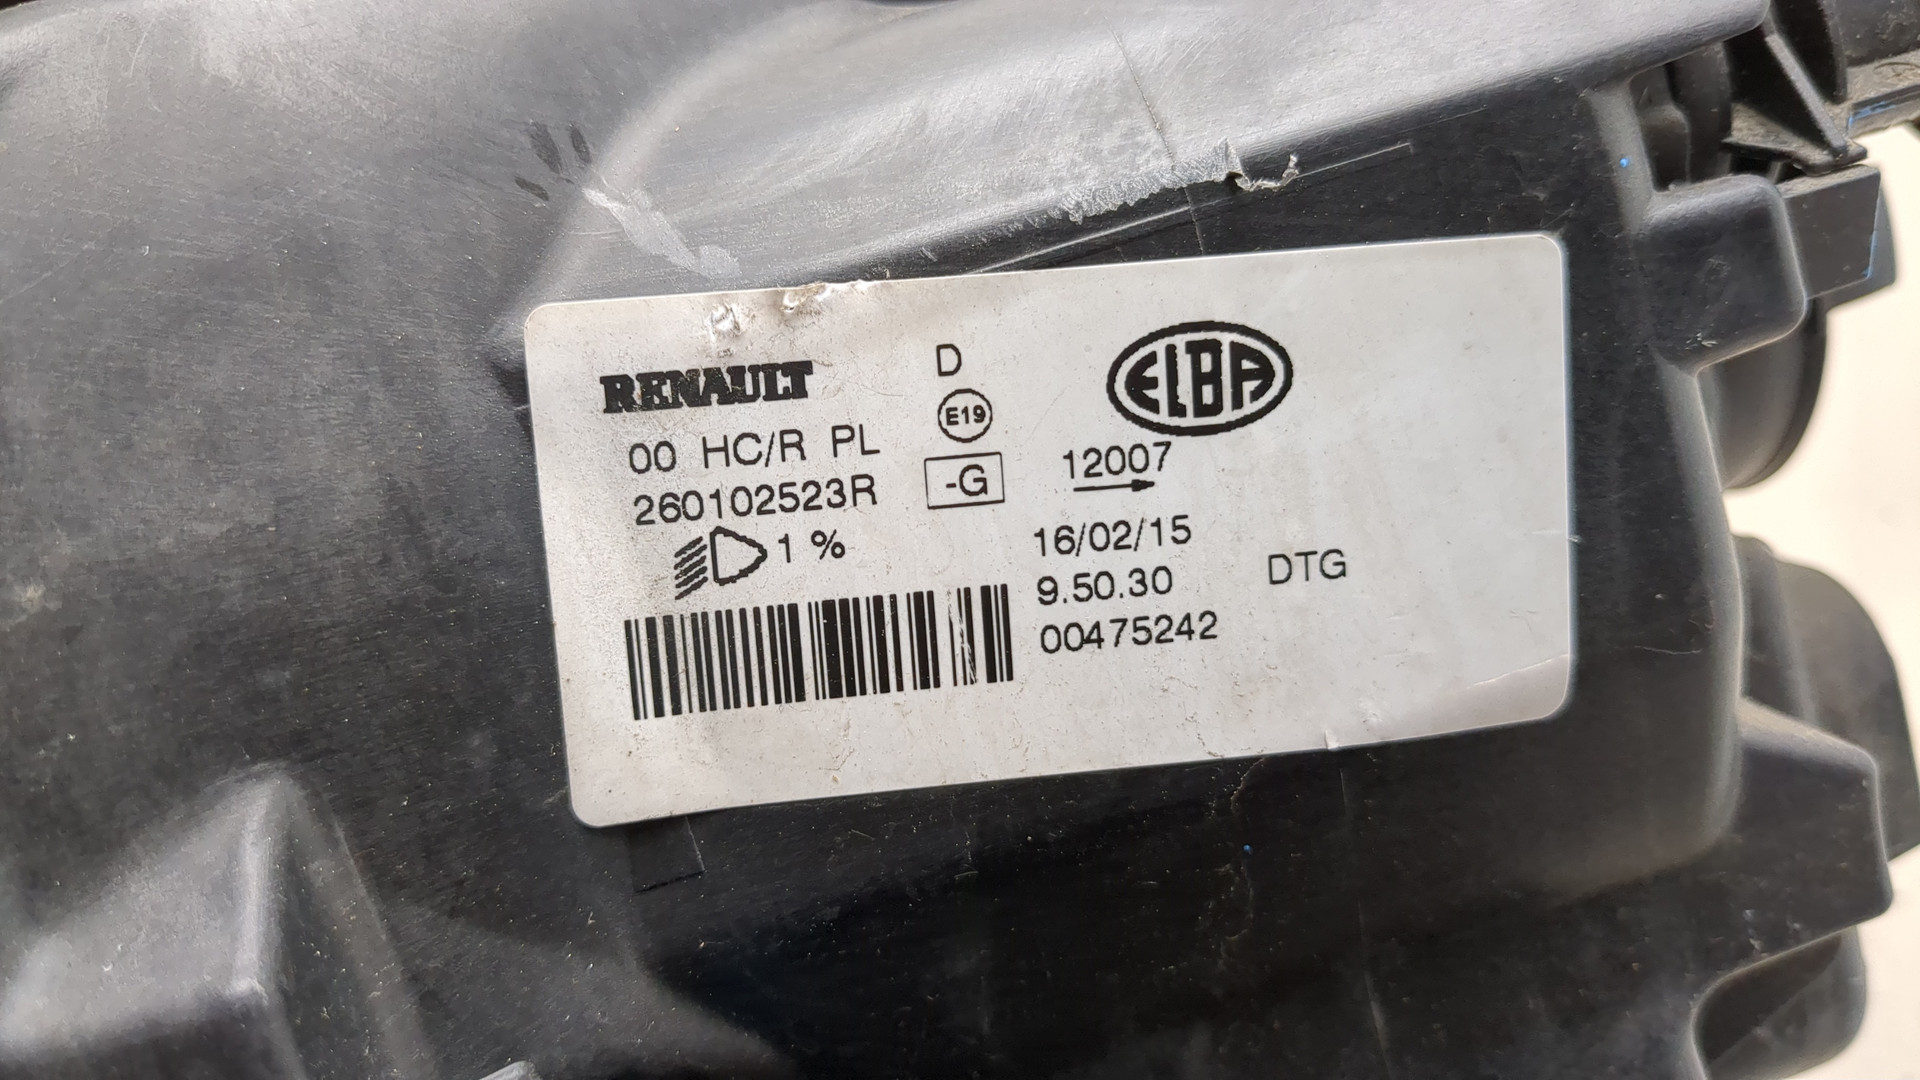 RENAULT
D
ELBA
E19
00 HC/R PL
-G
12007
260102523R
1 %
16/02/15
9.50.30
DTG
00475242